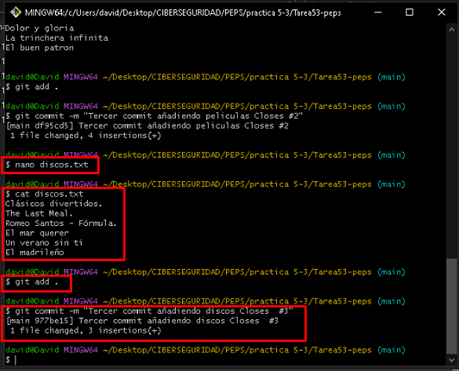 MINGW64:/c/Users/david/Desktop/CIBERSEGURIDAD/PEPS/practica 5-3/Tarea53-peps
Dolor y gloria
La trinchera infinita
El buen patron
david@David MINGW64 ~/Desktop/CIBERSEGURIDAD/PEPS/practica 5-3/Tarea53-peps (main)
$ git add .
david@David MINGW64 ~/Desktop/CIBERSEGURIDAD/PEPS/practica 5-3/Tarea53-peps (main)
$ git commit -m "Tercer commit añadiendo peliculas Closes #2"
[main df95cd5] Tercer commit añadiendo peliculas Closes #2
1 file changed, 4 insertions(+)
david@David MINGW64 ~/Desktop/CIBERSEGURIDAD/PEPS/practica 5-3/Tarea53-peps (main)
$ nano discos.txt
david@David MINGW64 ~/Desktop/CIBERSEGURIDAD/PEPS/practica 5-3/Tarea53-peps (main)
$ cat discos.txt
Clásicos divertidos.
The Last Meal.
Romeo Santos - Fórmula.
El mar querer
Un verano sin ti
El madrileño
david@David MINGW64 ~/Desktop/CIBERSEGURIDAD/PEPS/practica 5-3/Tarea53-peps (main)
$ git add .
david@David MINGW64 ~/Desktop/CIBERSEGURIDAD/PEPS/practica 5-3/Tarea53-peps (main)
$ git commit -m "Tercer commit añadiendo discos Closes  #3"
[main 977be15] Tercer commit añadiendo discos Closes  #3
1 file changed, 3 insertions(+)
david@David MINGW64 ~/Desktop/CIBERSEGURIDAD/PEPS/practica 5-3/Tarea53-peps (main)
$